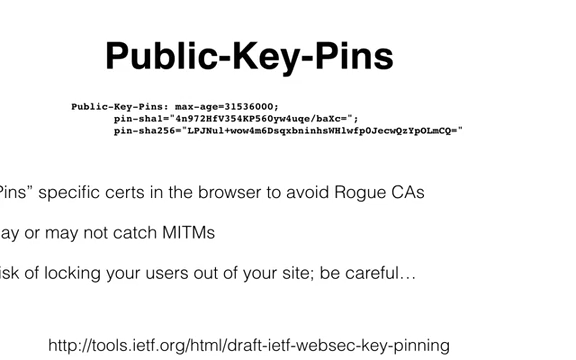 Public-Key-Pins
Public-Key-Pins: max-age=31536000;
pin-sha1="4n972HfV354KP560yw4uqe/baXc=";
pin-sha256="LPJNul+wow4m6DsqxbninhsWHlwfp0JecwQzYpOLmCQ="
Pins” specific certs in the browser to avoid Rogue CAs
ay or may not catch MITMs
isk of locking your users out of your site; be careful…
http://tools.ietf.org/html/draft-ietf-websec-key-pinning